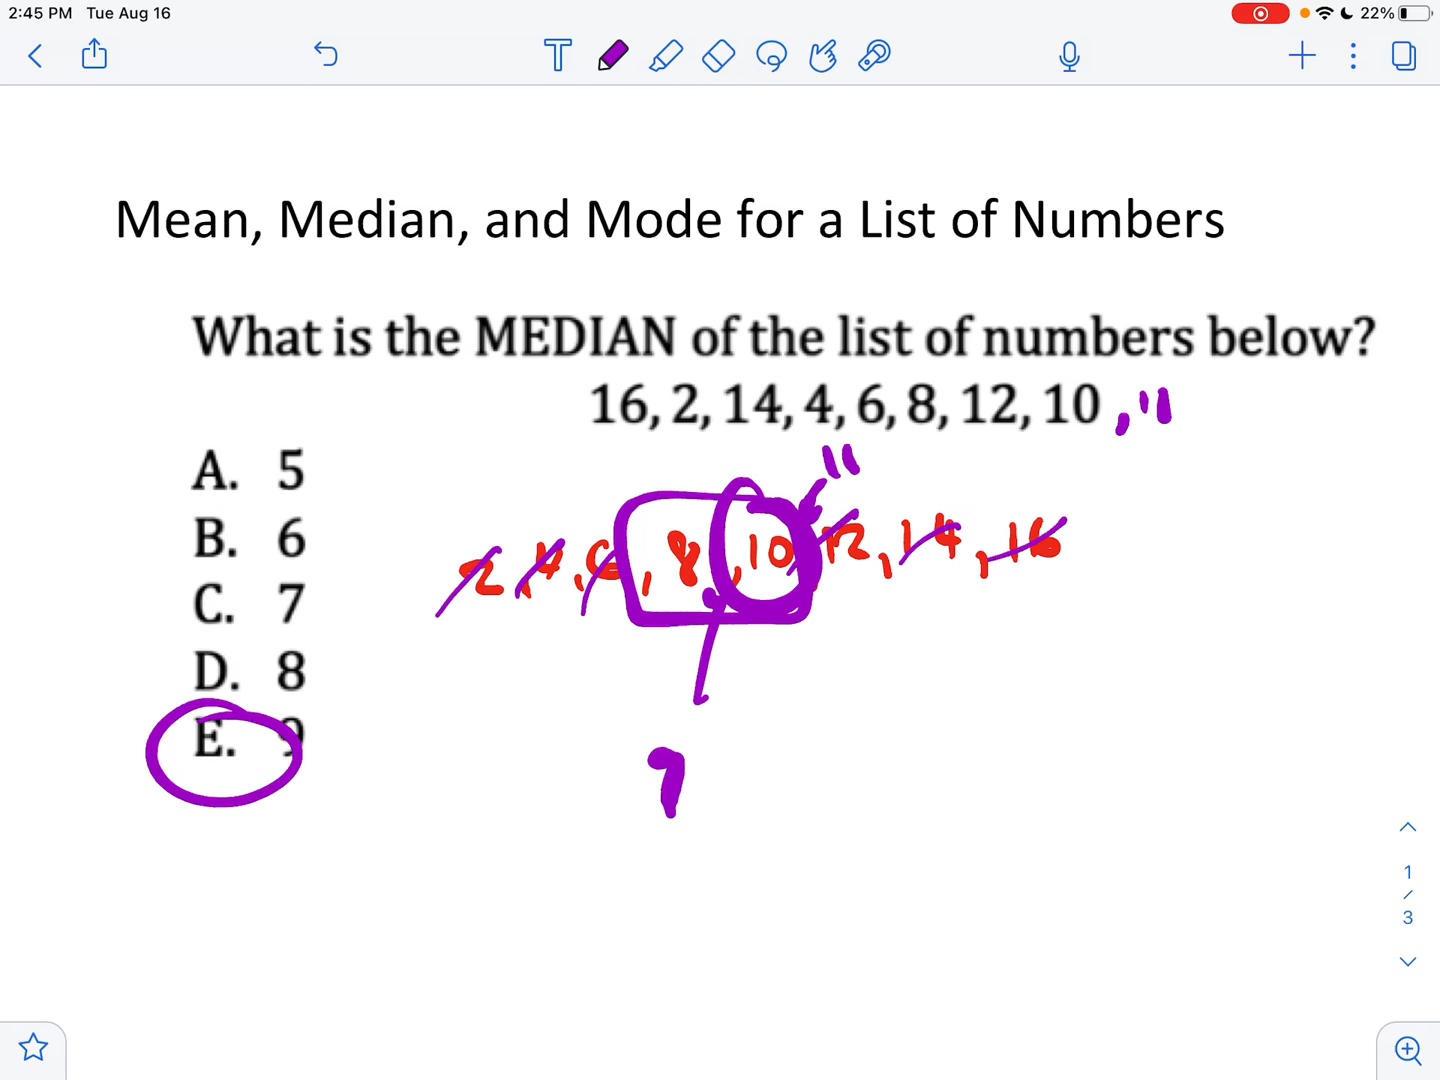 2:45 PM Tue Aug 16 22%
Mean, Median, and Mode for a List of Numbers
What is the MEDIAN of the list of numbers below?
16, 2, 14, 4, 6, 8, 12, 10 , 11
A. 5
B. 6
C. 7
D. 8
E. 9
11
2, 4, 6, 8, 10, 12, 14, 16
9
1
/
3